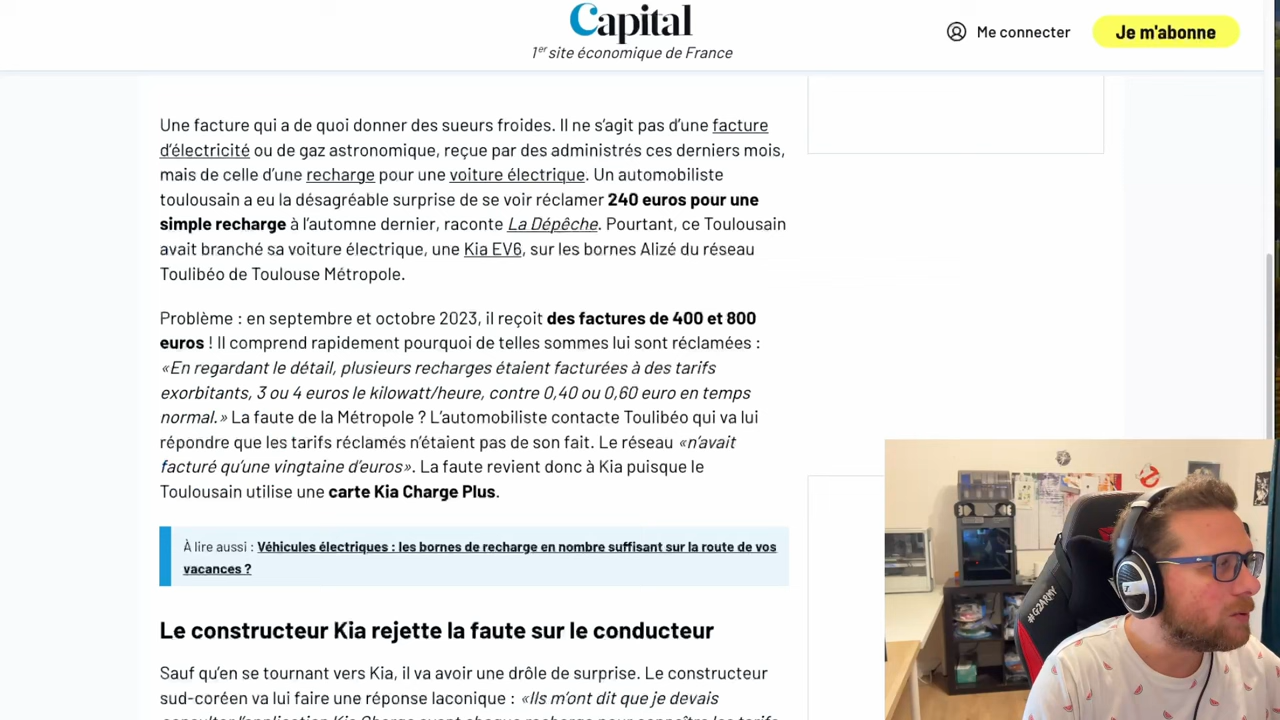 Capital
1er site économique de France
Me connecter
Je m'abonne
Une facture qui a de quoi donner des sueurs froides. Il ne s’agit pas d’une facture
d’électricité ou de gaz astronomique, reçue par des administrés ces derniers mois,
mais de celle d’une recharge pour une voiture électrique. Un automobiliste
toulousain a eu la désagréable surprise de se voir réclamer 240 euros pour une
simple recharge à l’automne dernier, raconte La Dépêche. Pourtant, ce Toulousain
avait branché sa voiture électrique, une Kia EV6, sur les bornes Alizé du réseau
Toulibéo de Toulouse Métropole.
Problème : en septembre et octobre 2023, il reçoit des factures de 400 et 800
euros ! Il comprend rapidement pourquoi de telles sommes lui sont réclamées :
«En regardant le détail, plusieurs recharges étaient facturées à des tarifs
exorbitants, 3 ou 4 euros le kilowatt/heure, contre 0,40 ou 0,60 euro en temps
normal.» La faute de la Métropole ? L’automobiliste contacte Toulibéo qui va lui
répondre que les tarifs réclamés n’étaient pas de son fait. Le réseau «n’avait
facturé qu’une vingtaine d’euros». La faute revient donc à Kia puisque le
Toulousain utilise une carte Kia Charge Plus.
À lire aussi : Véhicules électriques : les bornes de recharge en nombre suffisant sur la route de vos
vacances ?
Le constructeur Kia rejette la faute sur le conducteur
Sauf qu’en se tournant vers Kia, il va avoir une drôle de surprise. Le constructeur
sud-coréen va lui faire une réponse laconique : «Ils m’ont dit que je devais
consulter l’application Kia Charge avant chaque recharge pour connaître les tarifs
#G2ARMY